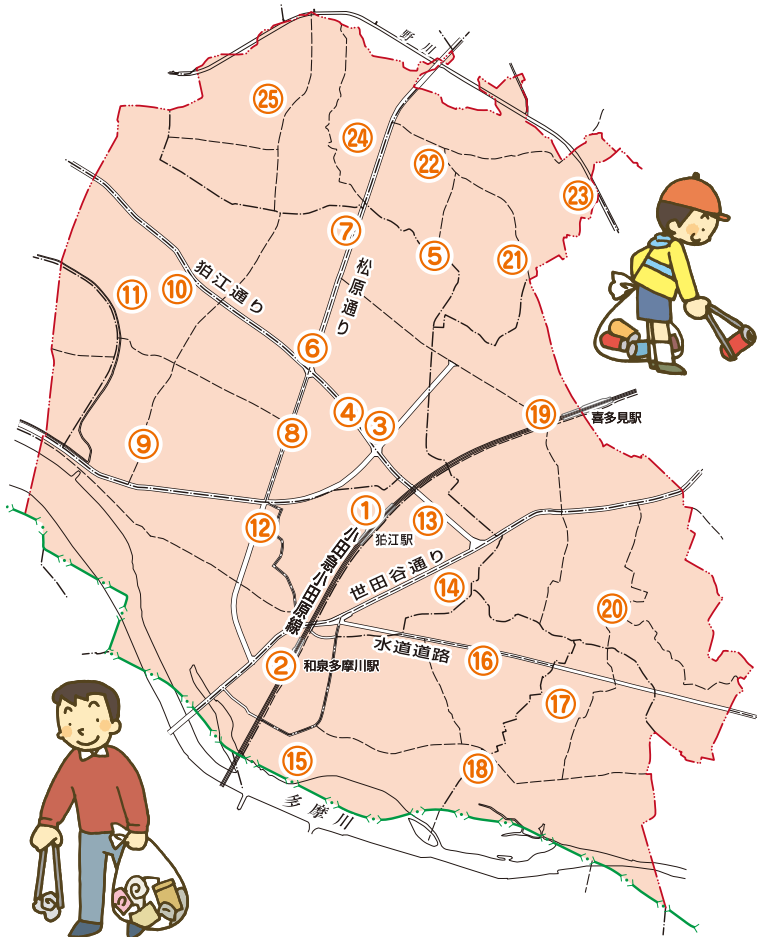 野川
㉕
㉔
㉒
㉓
⑦
⑤
㉑
狛江通り
松原通り
⑪
⑩
⑥
④
③
⑧
⑨
⑲
喜多見駅
①
⑬
狛江駅
⑫
小田急小田原線
世田谷通り
⑭
⑳
水道道路
⑯
②
和泉多摩川駅
⑰
⑮
⑱
多摩川